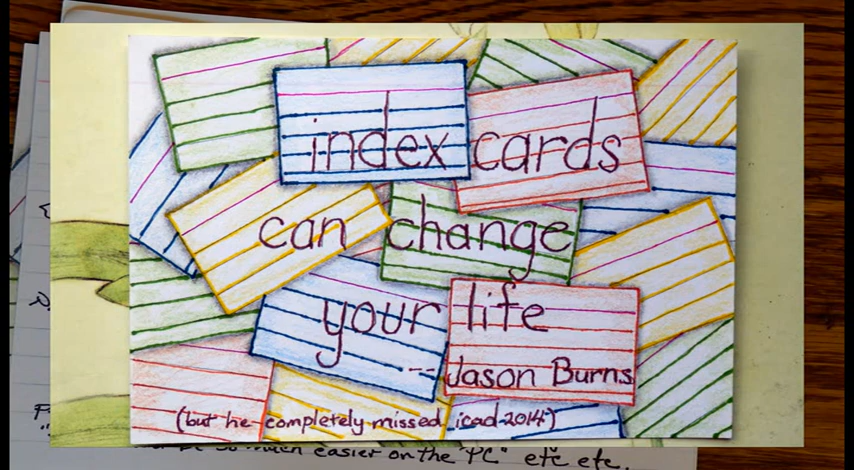 index cards
can change
your life
--- Jason Burns
(but he completely missed icad 2014)
much easier on the "PC" etc etc.